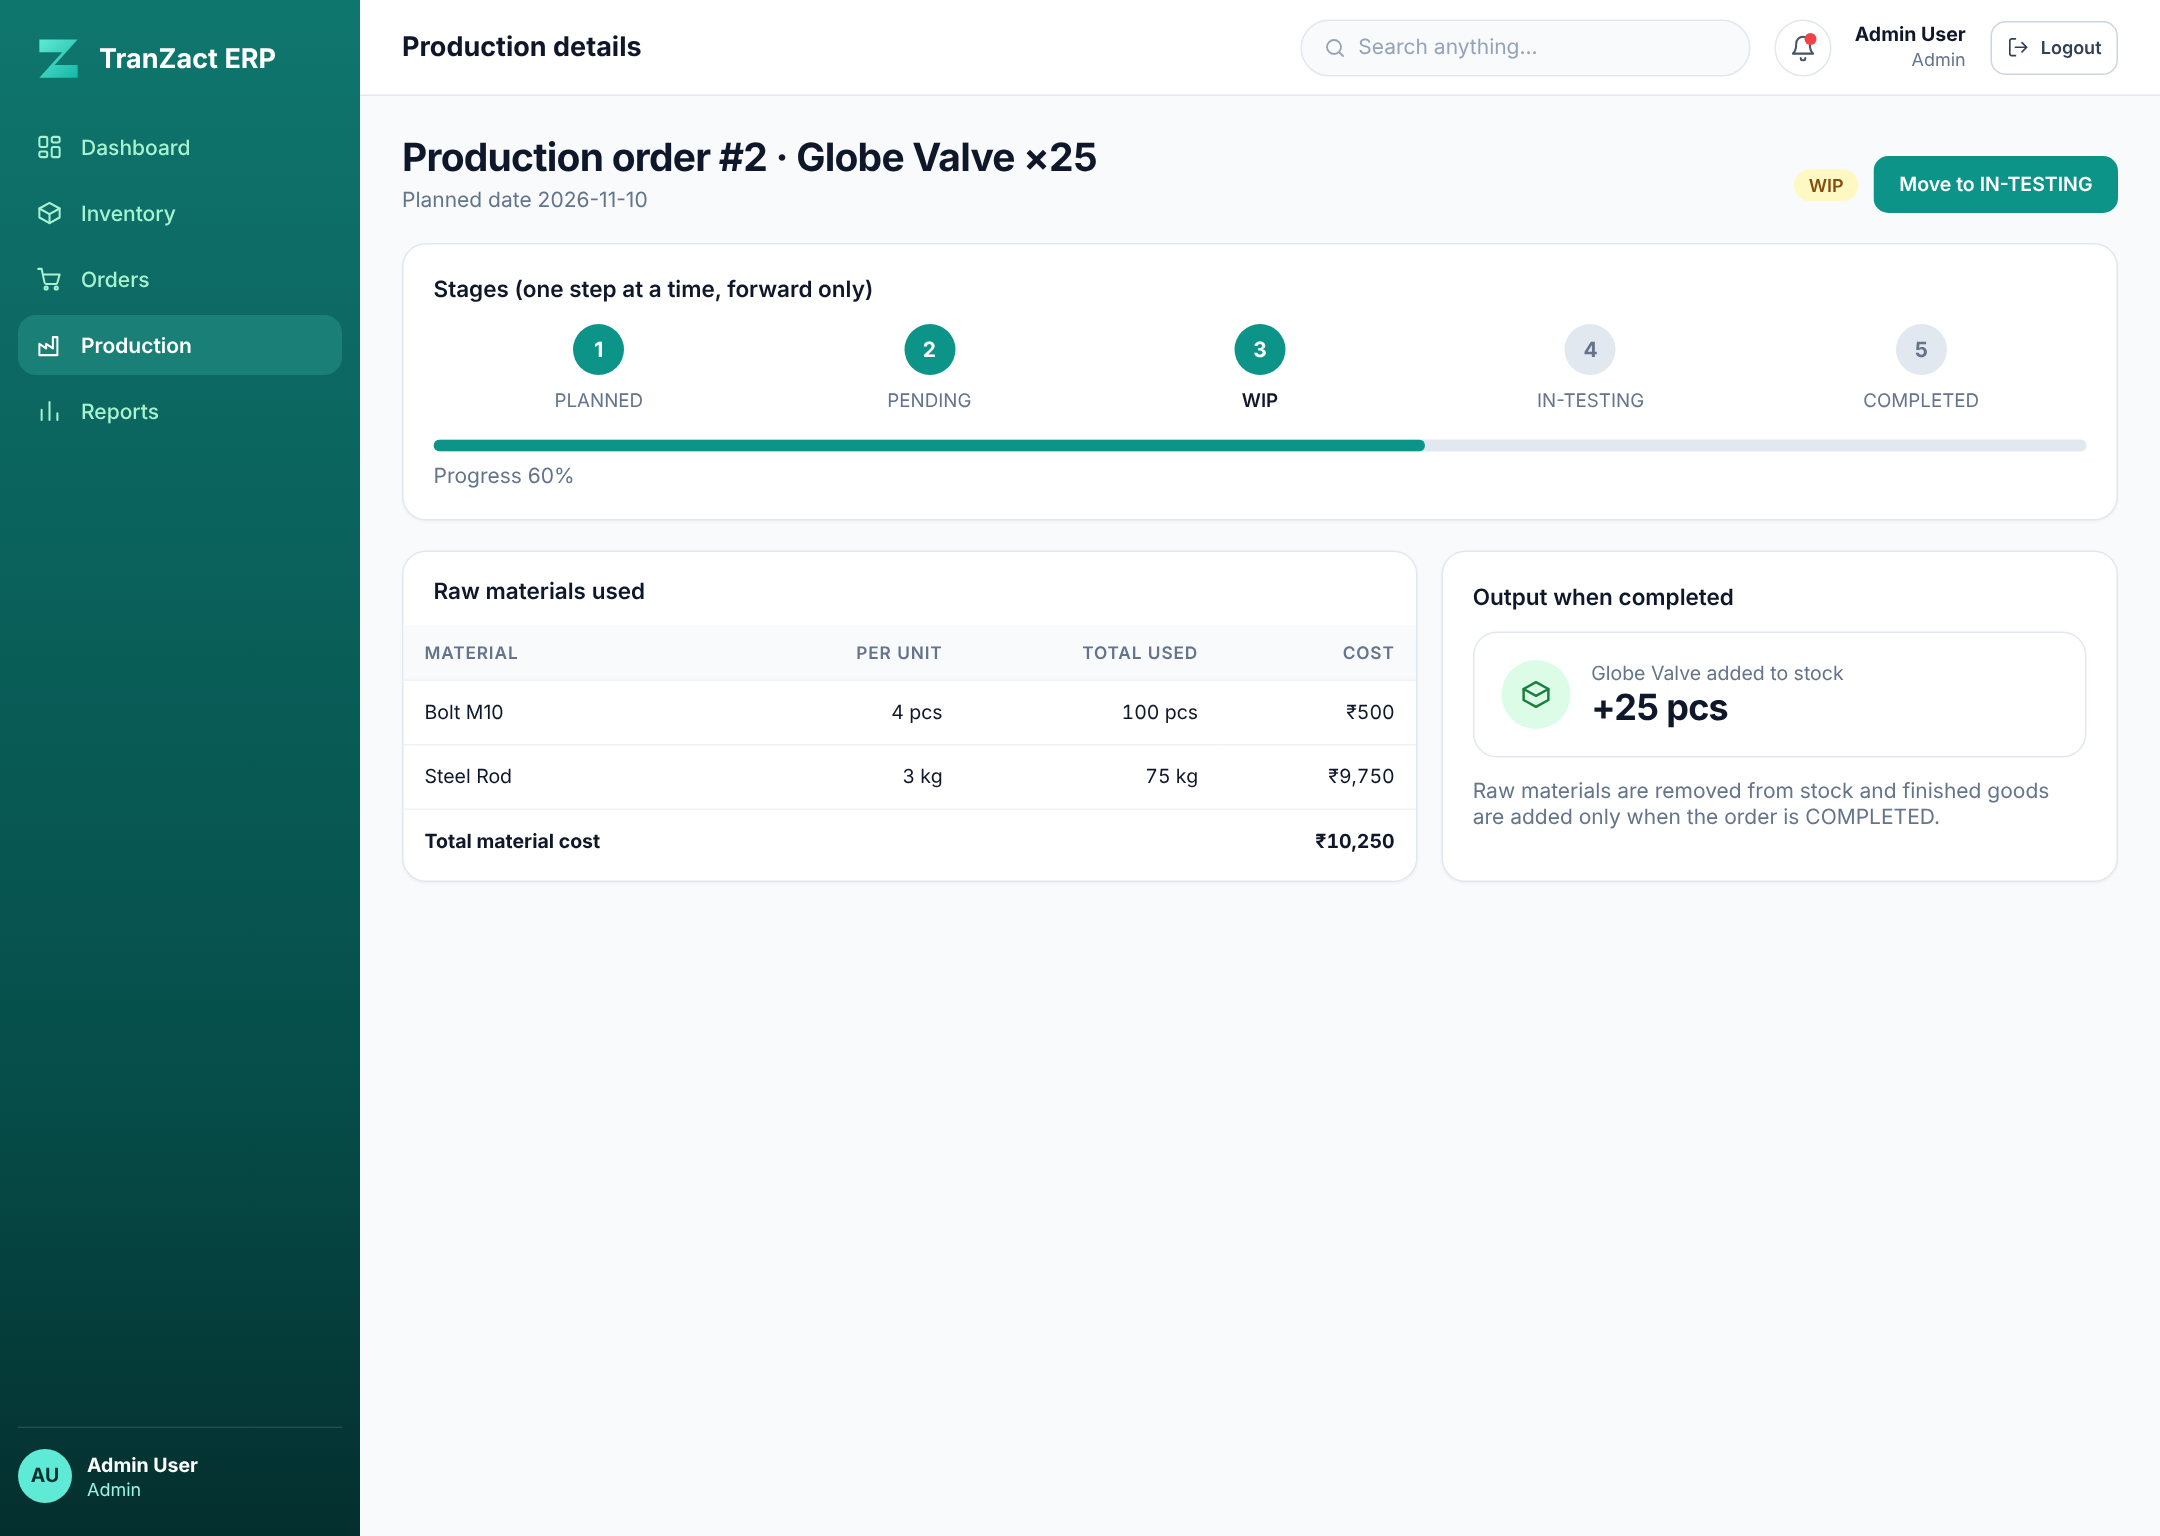 TranZact ERP
Dashboard
Inventory
Orders
Production
Reports
AU
Admin User
Admin
Production details
Search anything...
Admin User
Admin
Logout
Production order #2 · Globe Valve ×25
Planned date 2026-11-10
WIP
Move to IN-TESTING
Stages (one step at a time, forward only)
1 2 3 4 5
PLANNED PENDING WIP IN-TESTING COMPLETED
Progress 60%
Raw materials used
MATERIAL PER UNIT TOTAL USED COST
Bolt M10 4 pcs 100 pcs ₹500
Steel Rod 3 kg 75 kg ₹9,750
Total material cost ₹10,250
Output when completed
Globe Valve added to stock
+25 pcs
Raw materials are removed from stock and finished goods
are added only when the order is COMPLETED.